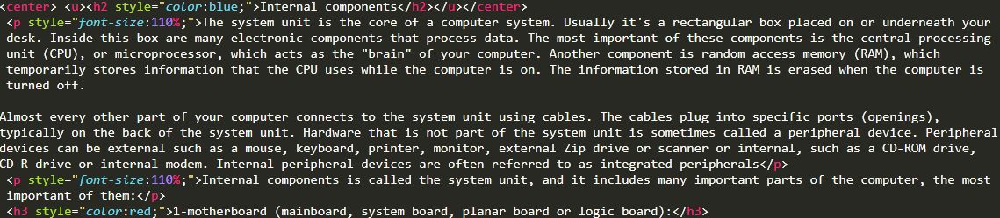 <center> <u><h2 style="color:blue;">Internal components</h2></u></center>
<p style="font-size:110%;">The system unit is the core of a computer system. Usually it's a rectangular box placed on or underneath your
desk. Inside this box are many electronic components that process data. The most important of these components is the central processing
unit (CPU), or microprocessor, which acts as the "brain" of your computer. Another component is random access memory (RAM), which
temporarily stores information that the CPU uses while the computer is on. The information stored in RAM is erased when the computer is
turned off.

Almost every other part of your computer connects to the system unit using cables. The cables plug into specific ports (openings),
typically on the back of the system unit. Hardware that is not part of the system unit is sometimes called a peripheral device. Peripheral
devices can be external such as a mouse, keyboard, printer, monitor, external Zip drive or scanner or internal, such as a CD-ROM drive,
CD-R drive or internal modem. Internal peripheral devices are often referred to as integrated peripherals</p>
<p style="font-size:110%;">Internal components is called the system unit, and it includes many important parts of the computer, the most
important of them:</p>
<h3 style="color:red;">1-motherboard (mainboard, system board, planar board or logic board):</h3>